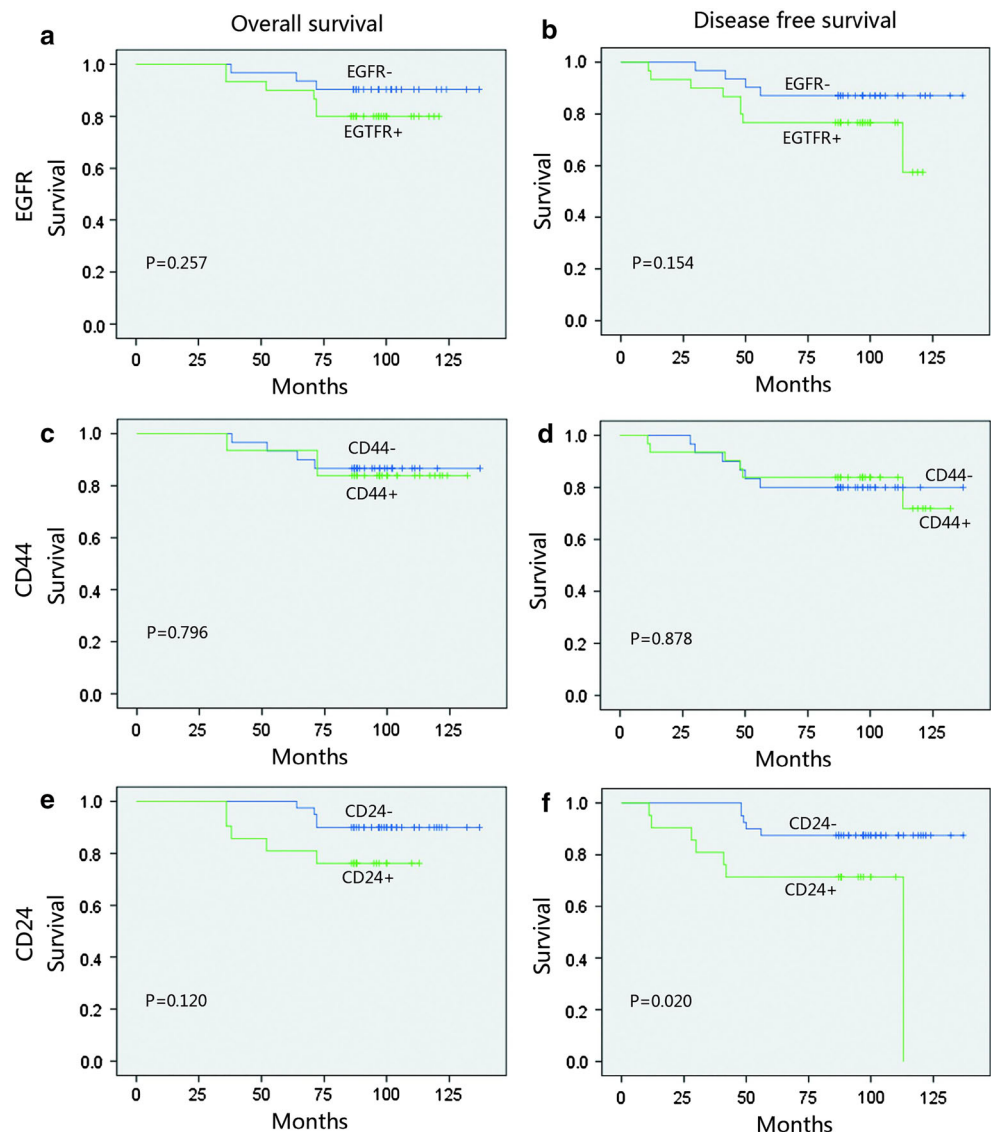 Overall survival
Disease free survival
a
1.0
0.8
0.6
0.4
0.2
0.0
EGFR
Survival
EGFR-
EGTFR+
P=0.257
0 25 50 75 100 125
Months
b
1.0
0.8
0.6
0.4
0.2
0.0
Survival
EGFR-
EGTFR+
P=0.154
0 25 50 75 100 125
Months
c
1.0
0.8
0.6
0.4
0.2
0.0
CD44
Survival
CD44-
CD44+
P=0.796
0 25 50 75 100 125
Months
d
1.0
0.8
0.6
0.4
0.2
0.0
Survival
CD44-
CD44+
P=0.878
0 25 50 75 100 125
Months
e
1.0
0.8
0.6
0.4
0.2
0.0
CD24
Survival
CD24-
CD24+
P=0.120
0 25 50 75 100 125
Months
f
1.0
0.8
0.6
0.4
0.2
0.0
Survival
CD24-
CD24+
P=0.020
0 25 50 75 100 125
Months